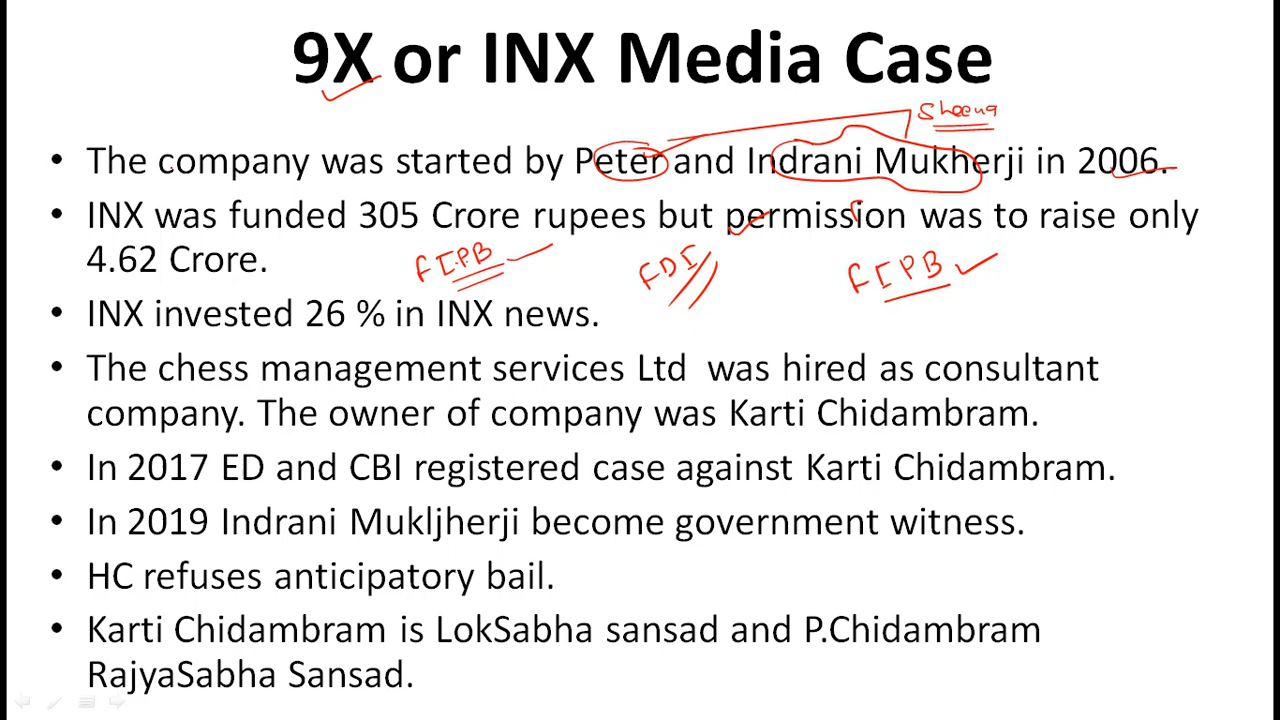 9X or INX Media Case
Sheena
• The company was started by Peter and Indrani Mukherji in 2006.
• INX was funded 305 Crore rupees but permission was to raise only
4.62 Crore.
FIPB FDI FIPB
• INX invested 26 % in INX news.
• The chess management services Ltd was hired as consultant
company. The owner of company was Karti Chidambram.
• In 2017 ED and CBI registered case against Karti Chidambram.
• In 2019 Indrani Mukljherji become government witness.
• HC refuses anticipatory bail.
• Karti Chidambram is LokSabha sansad and P.Chidambram
RajyaSabha Sansad.